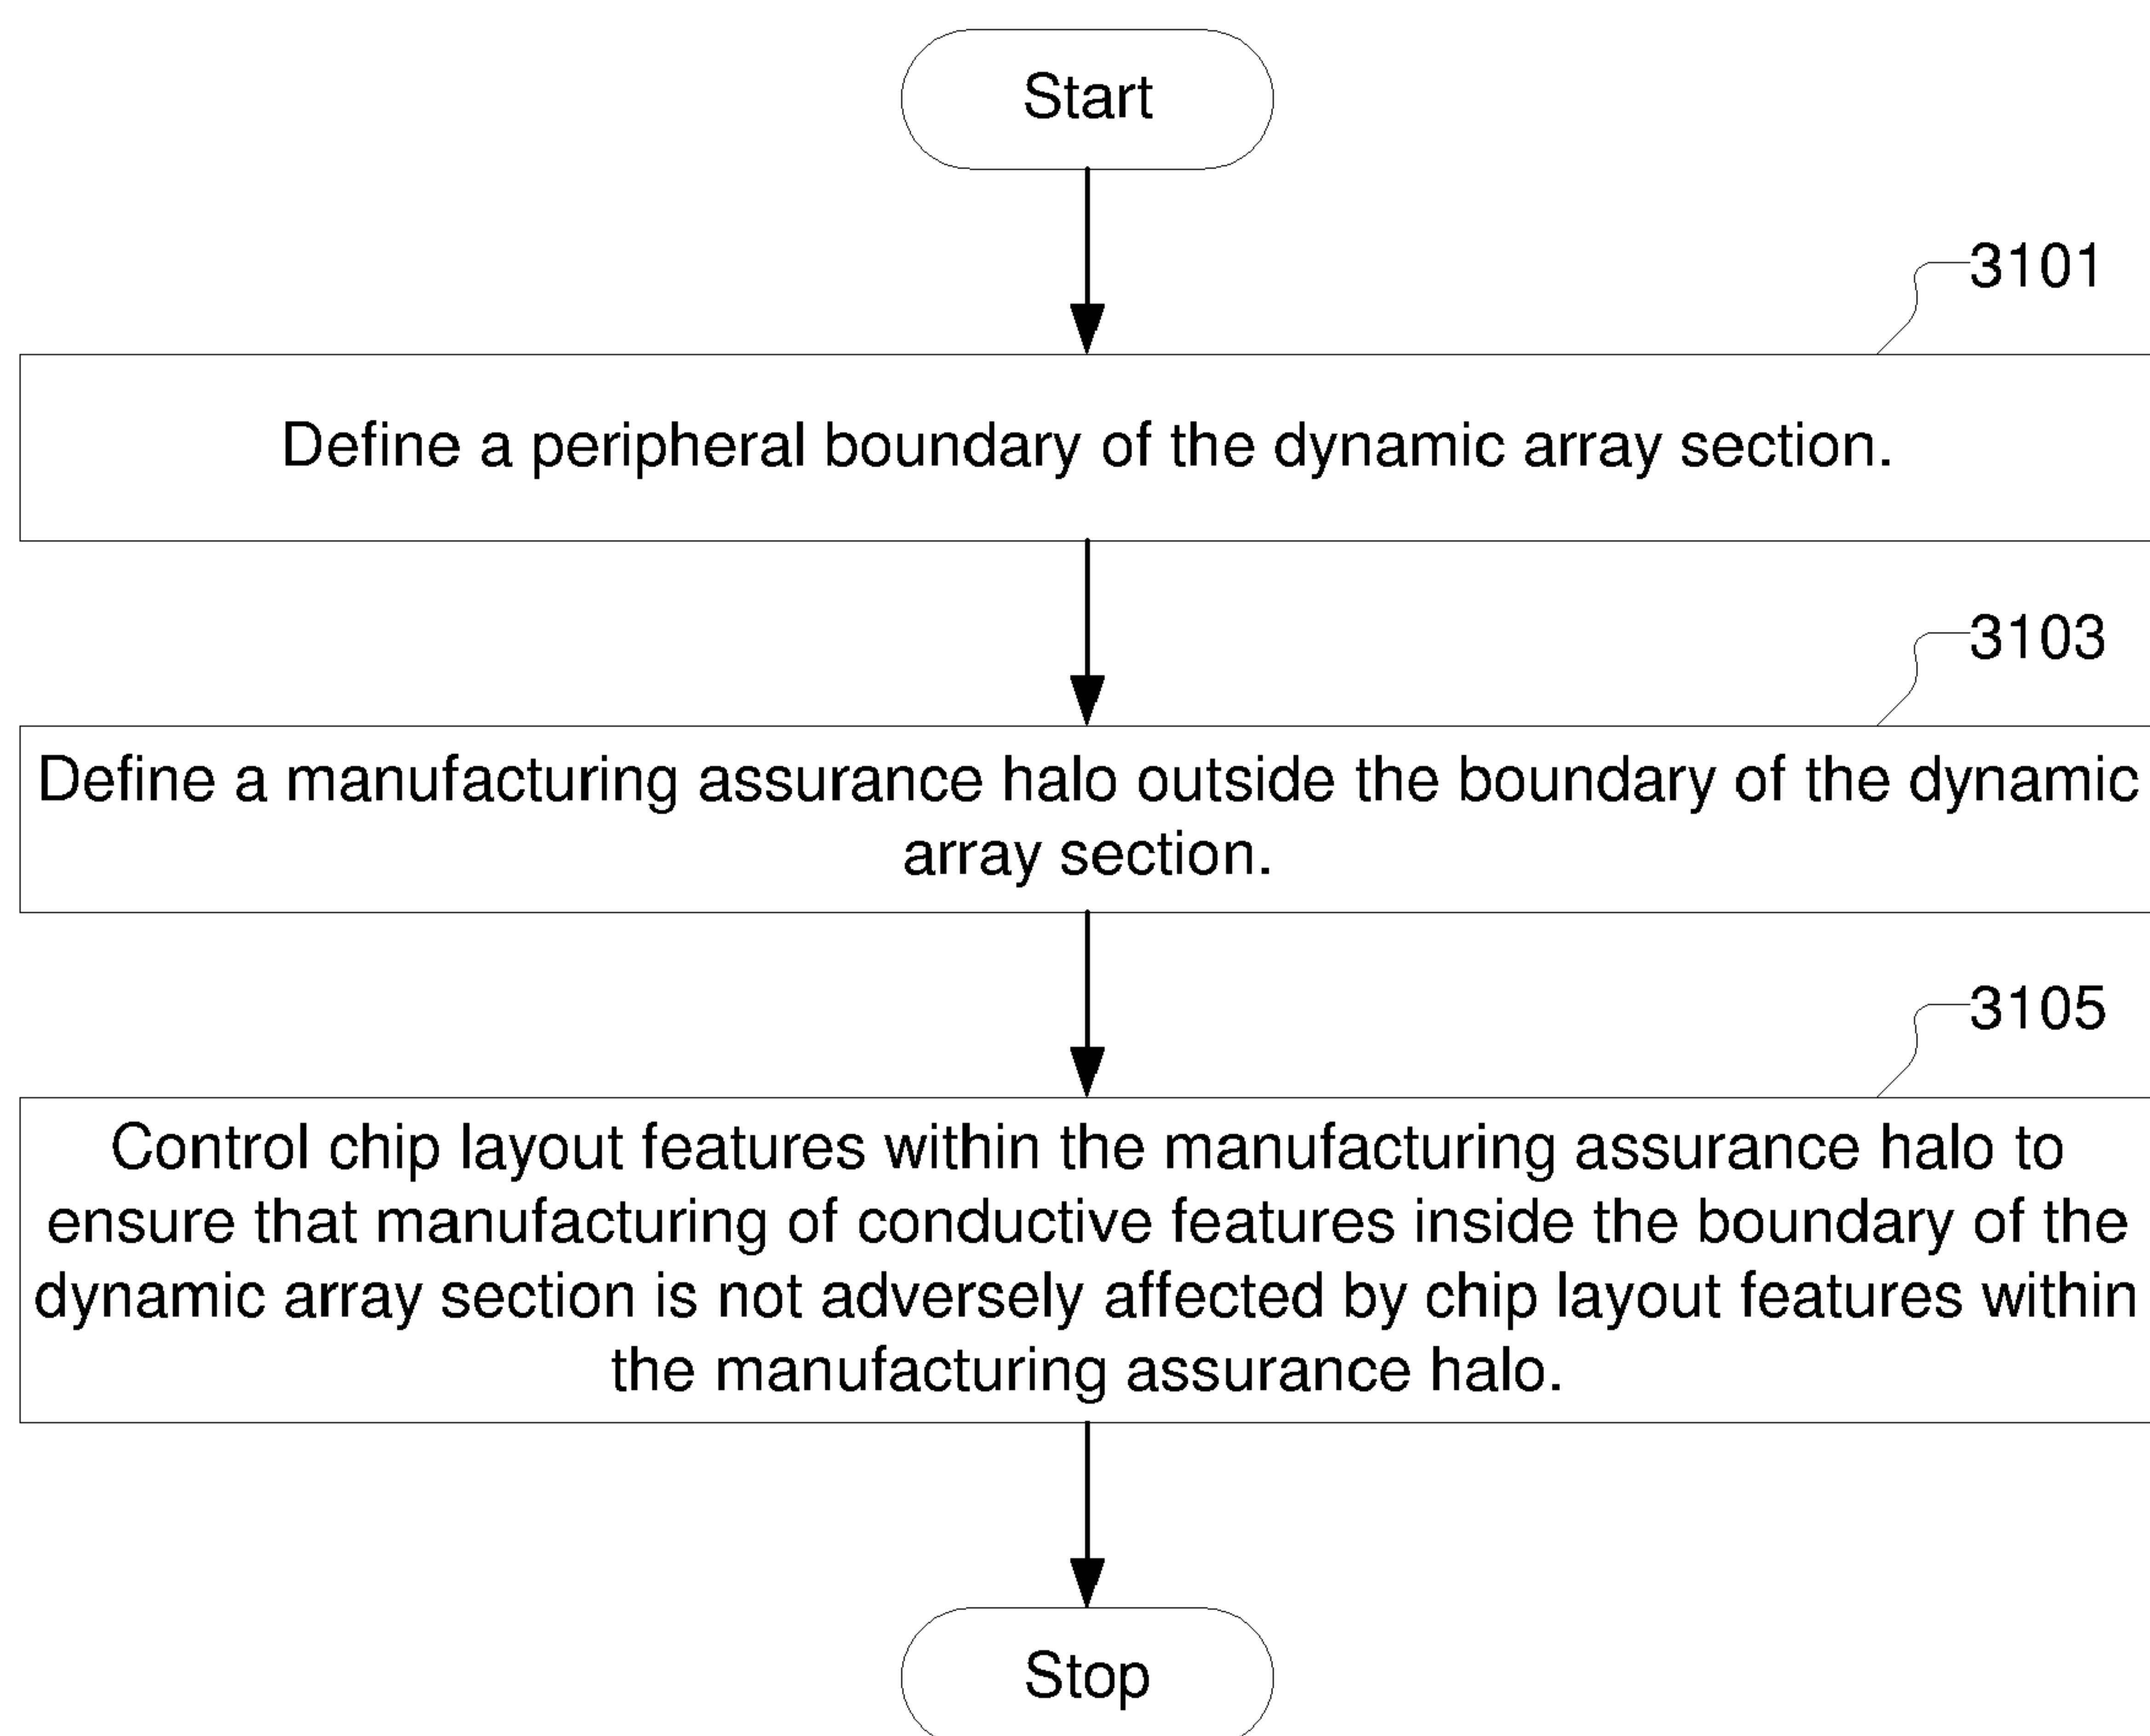 Start
3101
Define a peripheral boundary of the dynamic array section.
3103
Define a manufacturing assurance halo outside the boundary of the dynamic
array section.
3105
Control chip layout features within the manufacturing assurance halo to
ensure that manufacturing of conductive features inside the boundary of the
dynamic array section is not adversely affected by chip layout features within
the manufacturing assurance halo.
Stop